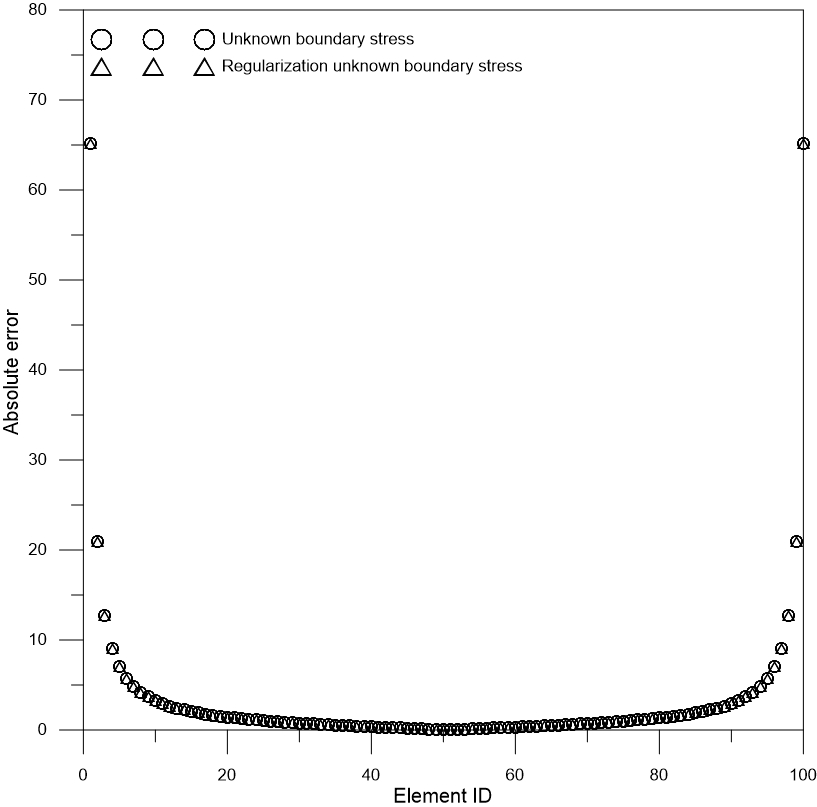 80
Unknown boundary stress
Regularization unknown boundary stress
70
60
50
40
30
20
10
0
Absolute error
0 20 40 60 80 100
Element ID